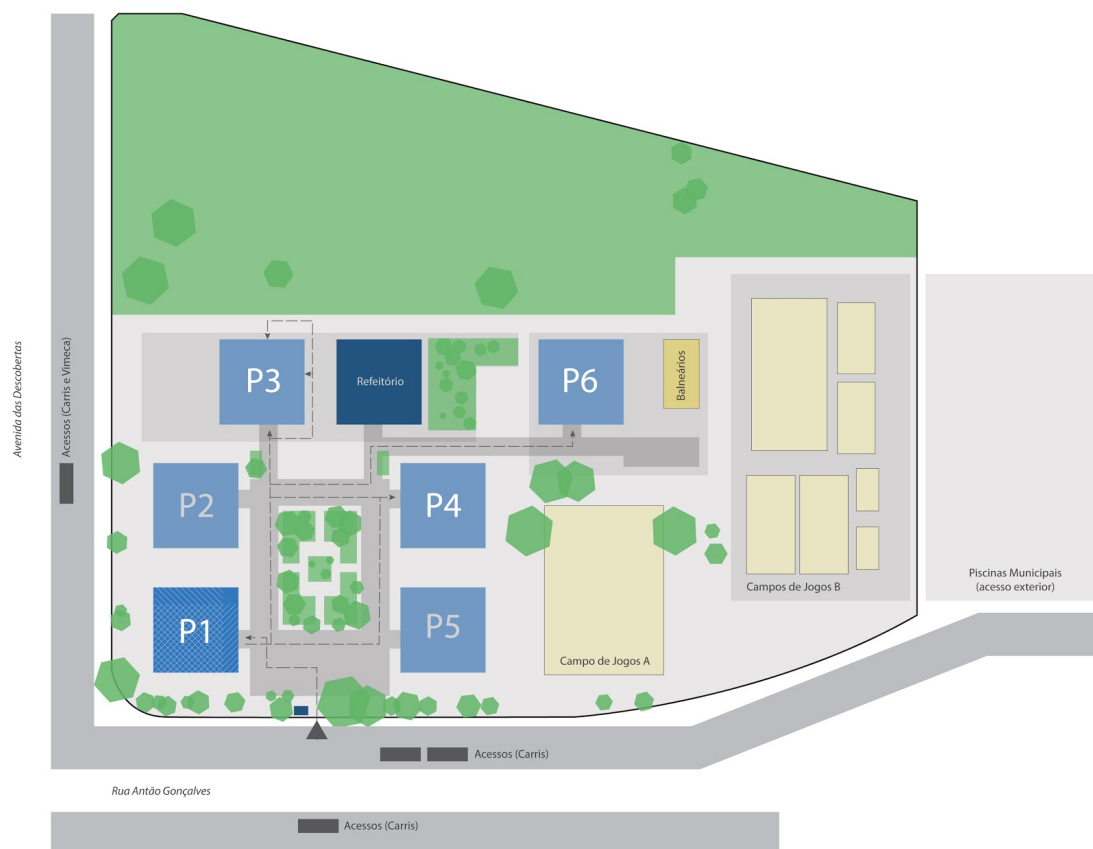 Avenida das Descobertas
Acessos (Carris e Vimeca)
P3
Refeitório
P6
Balneários
P2
P4
P1
P5
Campo de Jogos A
Campos de Jogos B
Piscinas Municipais
(acesso exterior)
Acessos (Carris)
Rua Antão Gonçalves
Acessos (Carris)